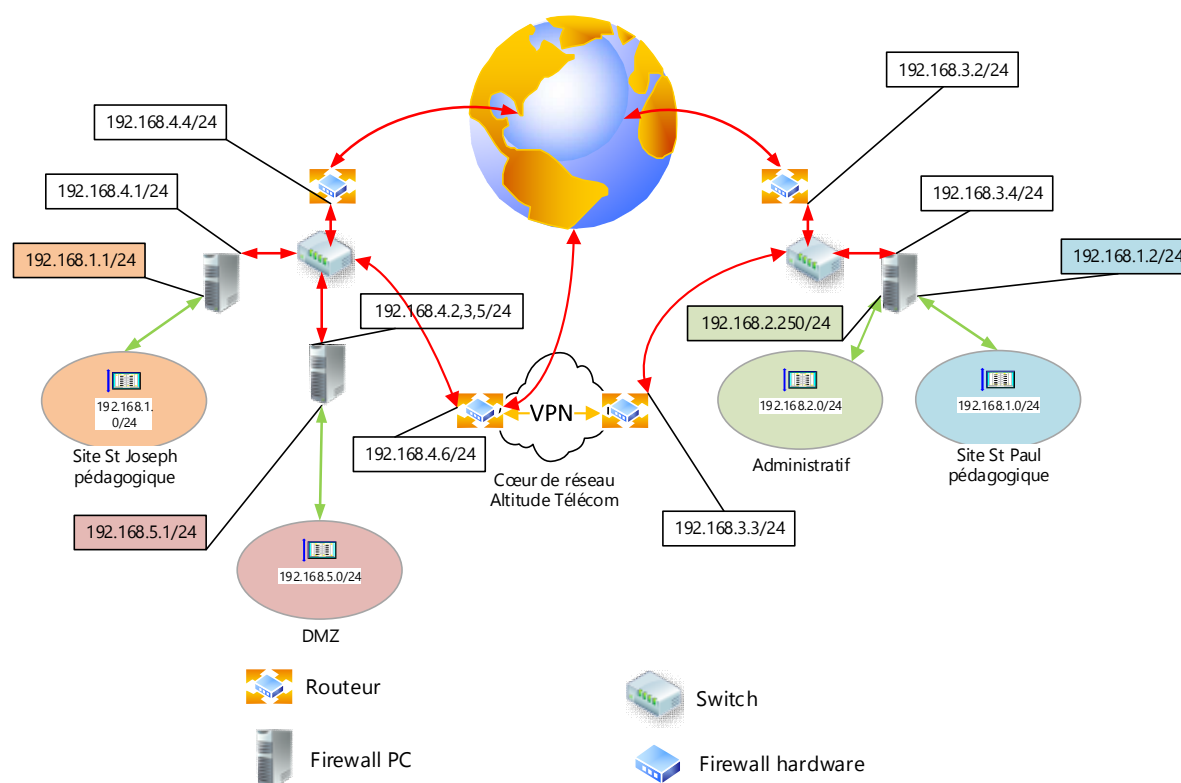 192.168.3.2/24
192.168.4.4/24
192.168.4.1/24
192.168.3.4/24
192.168.1.1/24
192.168.1.2/24
192.168.4.2,3,5/24
192.168.2.250/24
192.168.1.
0/24
192.168.2.0/24
192.168.1.0/24
VPN
Site St Joseph
pédagogique
192.168.4.6/24
Administratif
Site St Paul
pédagogique
Cœur de réseau
Altitude Télécom
192.168.5.1/24
192.168.3.3/24
192.168.5.0/24
DMZ
Routeur
Switch
Firewall PC
Firewall hardware